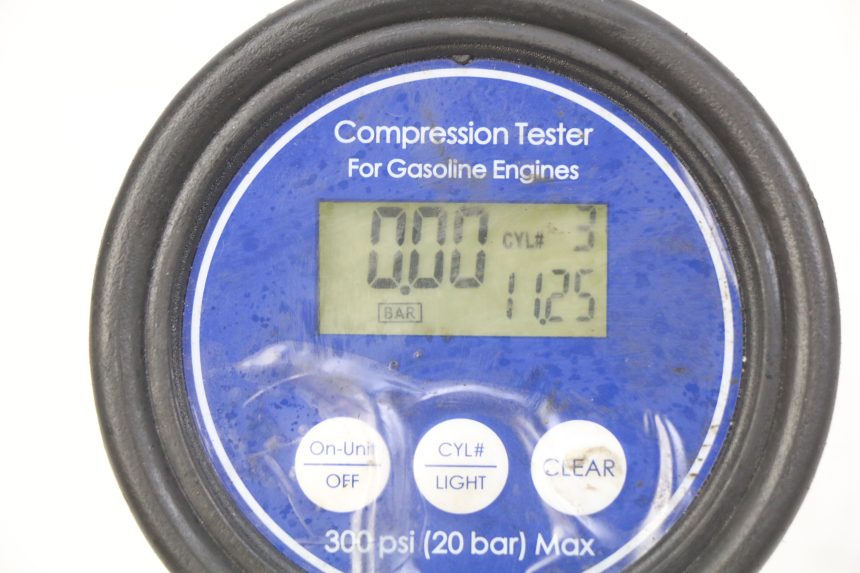 Compression Tester
For Gasoline Engines
0.00 CYL# 3
BAR 11.25
On-Unit CYL# CLEAR
OFF LIGHT
300 psi (20 bar) Max